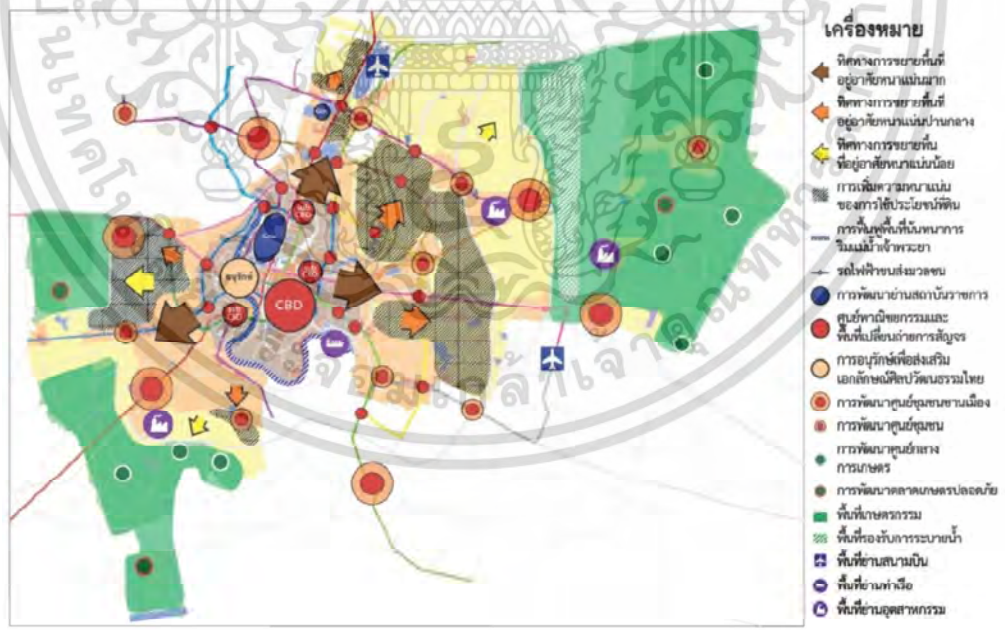 เครื่องหมาย
ทิศทางการขยายพื้นที่
อยู่อาศัยหนาแน่นมาก
ทิศทางการขยายพื้นที่
อยู่อาศัยหนาแน่นปานกลาง
ทิศทางการขยายพื้น
ที่อยู่อาศัยหนาแน่นน้อย
การเพิ่มความหนาแน่น
ของการใช้ประโยชน์ที่ดิน
การฟื้นฟูพื้นที่นันทนาการ
ริมแม่น้ำเจ้าพระยา
รถไฟฟ้าขนส่งมวลชน
การพัฒนาย่านสถาบันราชการ
ศูนย์พาณิชยกรรมและ
พื้นที่เปลี่ยนถ่ายการสัญจร
การอนุรักษ์เพื่อส่งเสริม
เอกลักษณ์ศิลปวัฒนธรรมไทย
การพัฒนาศูนย์ชุมชนชานเมือง
การพัฒนาศูนย์ชุมชน
การพัฒนาศูนย์กลาง
การเกษตร
การพัฒนาตลาดเกษตรปลอดภัย
พื้นที่เกษตรกรรม
พื้นที่รองรับการระบายน้ำ
พื้นที่ย่านสนามบิน
พื้นที่ย่านท่าเรือ
พื้นที่ย่านอุตสาหกรรม
CBD
อนุรักษ์
CBD